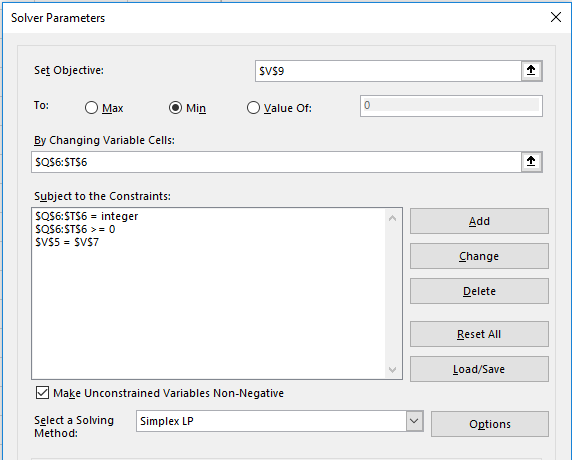 Solver Parameters
Set Objective: $V$9
To: Max Min Value Of: 0
By Changing Variable Cells:
$Q$6:$T$6
Subject to the Constraints:
$Q$6:$T$6 = integer
$Q$6:$T$6 >= 0
$V$5 = $V$7
Add
Change
Delete
Reset All
Load/Save
Make Unconstrained Variables Non-Negative
Select a Solving
Method:
Simplex LP
Options